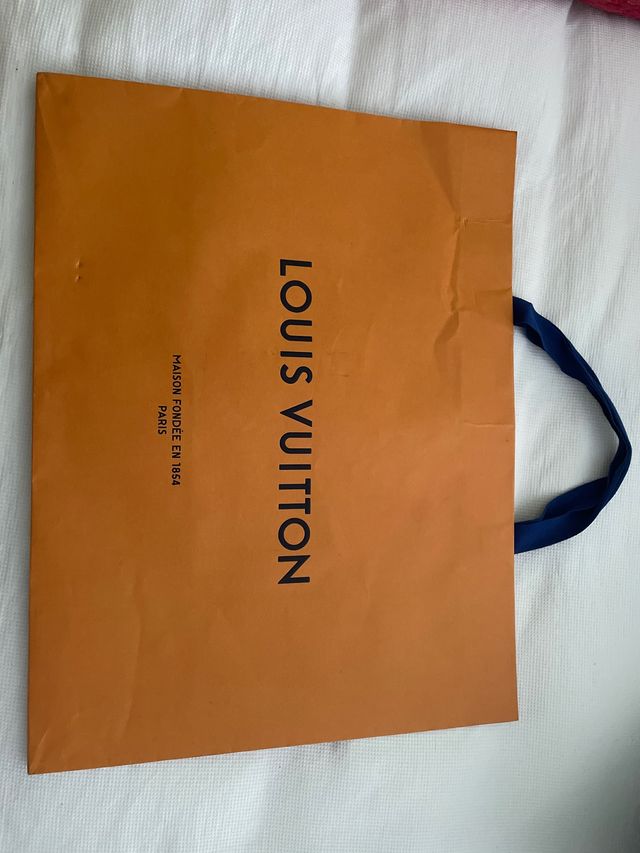 LOUIS VUITTON
MAISON FONDÉE EN 1854
PARIS